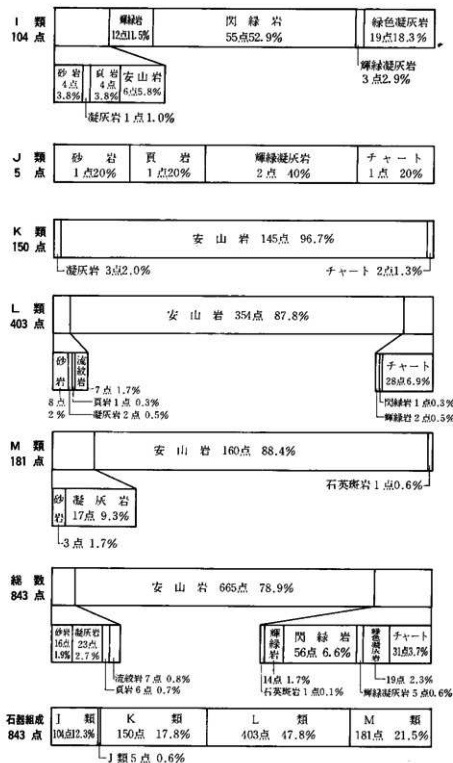 I 類
104 点
輝緑岩
12点11.5%
閃 緑 岩
55点52.9%
緑色凝灰岩
19点18.3%
輝緑凝灰岩
3 点2.9%
砂 岩
4点
3.8%
頁 岩
4点
3.8%
安 山 岩
6点5.8%
凝灰岩 1 点1.0%
J 類
5 点
砂 岩
1 点20%
頁 岩
1 点20%
輝緑凝灰岩
2 点 40%
チャート
1 点 20%
K 類
150 点
安 山 岩 145点 96.7%
凝灰岩 3点2.0%
チャート 2点1.3%
L 類
403 点
安 山 岩 354点 87.8%
砂岩
8 点
2 %
流紋岩
7 点 1.7%
頁岩 1 点 0.3%
凝灰岩 2 点 0.5%
チャート
28点6.9%
閃緑岩 1 点0.3%
輝緑岩 2 点0.5%
M 類
181 点
安 山 岩 160点 88.4%
石英斑岩 1 点0.6%
砂岩
凝 灰 岩
17点 9.3%
3 点 1.7%
総 数
843 点
安 山 岩 665点 78.9%
砂岩
16点
1.9%
凝灰岩
23点
2.7%
流紋岩 7 点 0.8%
頁岩 6 点 0.7%
輝緑岩
閃 緑 岩
56点 6.6%
緑色凝灰岩
チャート
31点3.7%
14点 1.7%
石英斑岩 1 点0.1%
19点 2.3%
輝緑凝灰岩 5 点0.6%
石器組成
843 点
J 類
104点12.3%
K 類
150点 17.8%
L 類
403点 47.8%
M 類
181点 21.5%
J 類 5 点 0.6%